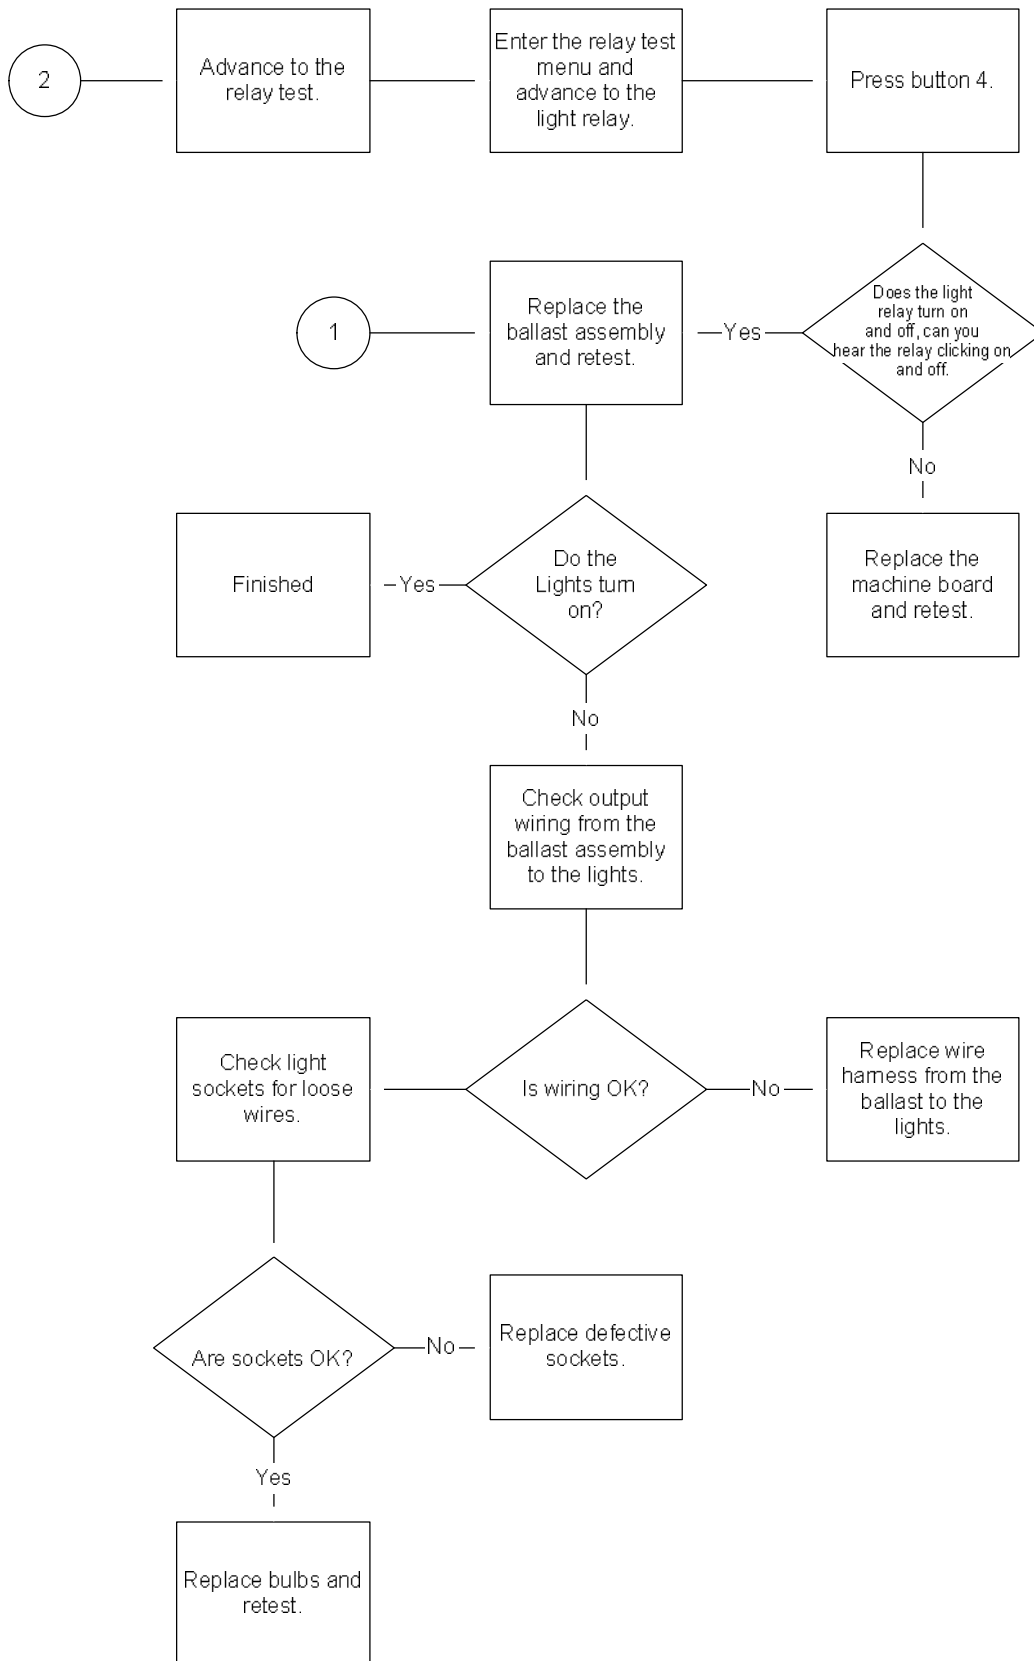 2
Advance to the
relay test.
Enter the relay test
menu and
advance to the
light relay.
Press button 4.
Does the light
relay turn on
and off, can you
hear the relay clicking on
and off.
Yes
No
1
Replace the
ballast assembly
and retest.
Replace the
machine board
and retest.
Do the
Lights turn
on?
Yes
Finished
No
Check output
wiring from the
ballast assembly
to the lights.
Is wiring OK?
No
Replace wire
harness from the
ballast to the
lights.
Check light
sockets for loose
wires.
Are sockets OK?
No
Replace defective
sockets.
Yes
Replace bulbs and
retest.